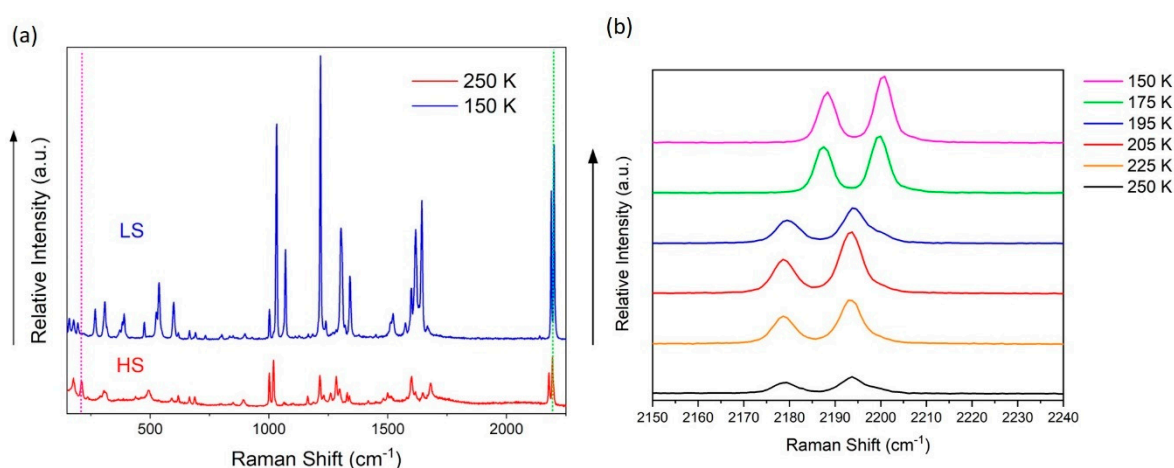 (a)
250 K
150 K
LS
HS
Relative Intensity (a.u.)
500 1000 1500 2000
Raman Shift (cm⁻¹)
(b)
150 K
175 K
195 K
205 K
225 K
250 K
Relative Intensity (a.u.)
2150 2160 2170 2180 2190 2200 2210 2220 2230 2240
Raman Shift (cm⁻¹)